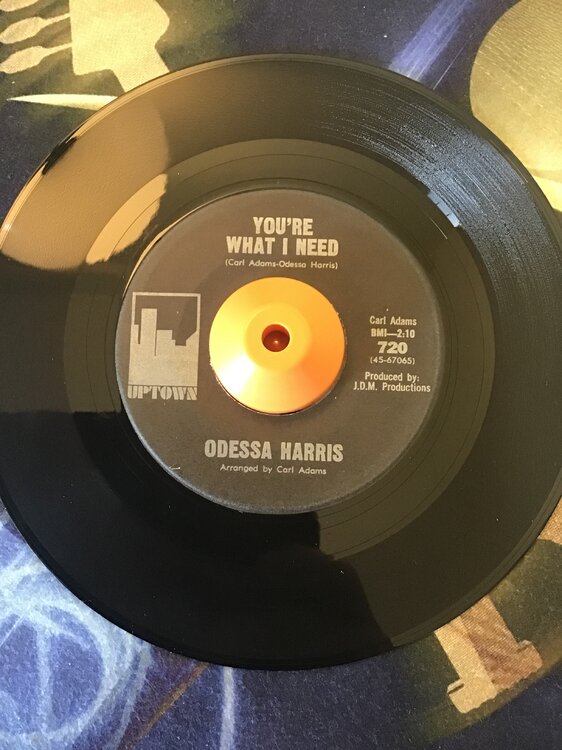 YOU'RE
WHAT I NEED
(Carl Adams-Odessa Harris)
UPTOWN
Carl Adams
BMI—2:10
720
(45-67065)
Produced by:
J.D.M. Productions
ODESSA HARRIS
Arranged by Carl Adams